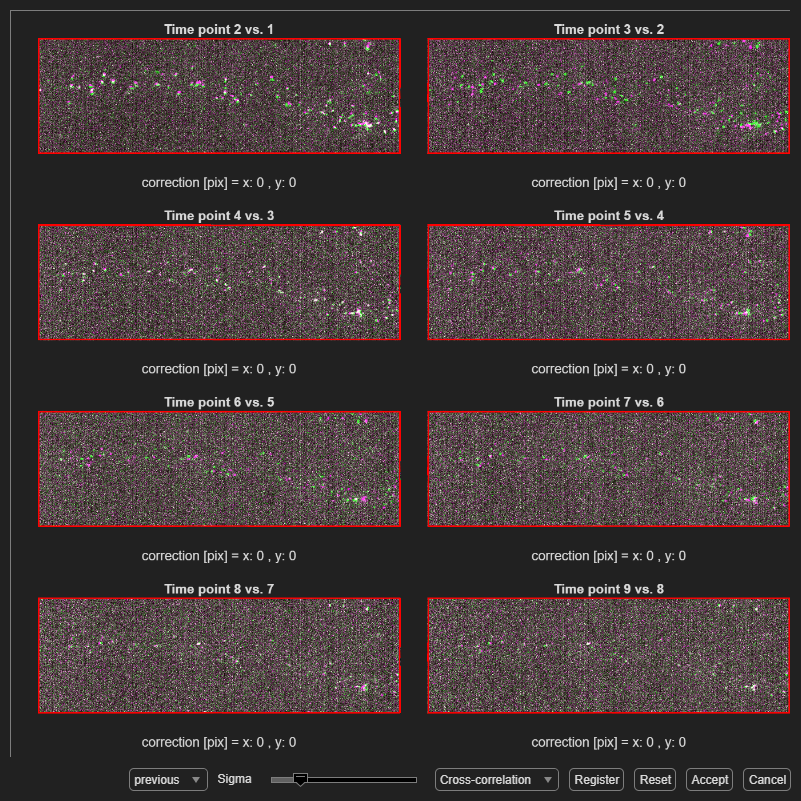 Time point 2 vs. 1
Time point 3 vs. 2
correction [pix] = x: 0 , y: 0
correction [pix] = x: 0 , y: 0
Time point 4 vs. 3
Time point 5 vs. 4
correction [pix] = x: 0 , y: 0
correction [pix] = x: 0 , y: 0
Time point 6 vs. 5
Time point 7 vs. 6
correction [pix] = x: 0 , y: 0
correction [pix] = x: 0 , y: 0
Time point 8 vs. 7
Time point 9 vs. 8
correction [pix] = x: 0 , y: 0
correction [pix] = x: 0 , y: 0
previous
Sigma
Cross-correlation
Register
Reset
Accept
Cancel